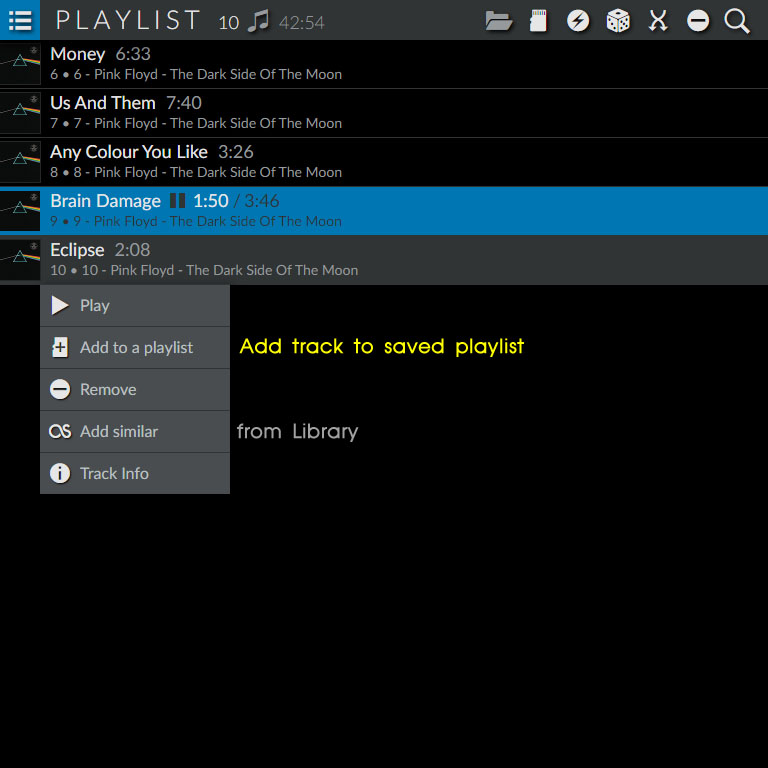 PLAYLIST 10 42:54
Money 6:33
6 • 6 - Pink Floyd - The Dark Side Of The Moon
Us And Them 7:40
7 • 7 - Pink Floyd - The Dark Side Of The Moon
Any Colour You Like 3:26
8 • 8 - Pink Floyd - The Dark Side Of The Moon
Brain Damage 1:50 / 3:46
9 • 9 - Pink Floyd - The Dark Side Of The Moon
Eclipse 2:08
10 • 10 - Pink Floyd - The Dark Side Of The Moon
Play
Add to a playlist Add track to saved playlist
Remove
Add similar from Library
Track Info